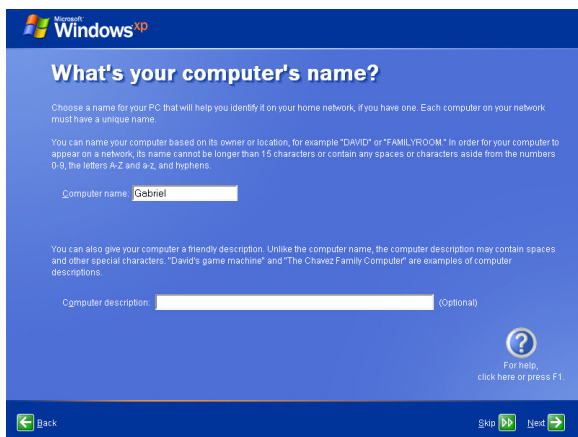 Microsoft
Windows xp
What's your computer's name?
Choose a name for your PC that will help you identify it on your home network, if you have one. Each computer on your network
must have a unique name.
You can name your computer based on its owner or location, for example "DAVID" or "FAMILYROOM." In order for your computer to
appear on a network, its name cannot be longer than 15 characters or contain any spaces or characters aside from the numbers
0-9, the letters A-Z and a-z, and hyphens.
Computer name: Gabriel
You can also give your computer a friendly description. Unlike the computer name, the computer description may contain spaces
and other special characters. "David's game machine" and "The Chavez Family Computer" are examples of computer
descriptions.
Computer description: (Optional)
?
For help,
click here or press F1.
Back Skip Next